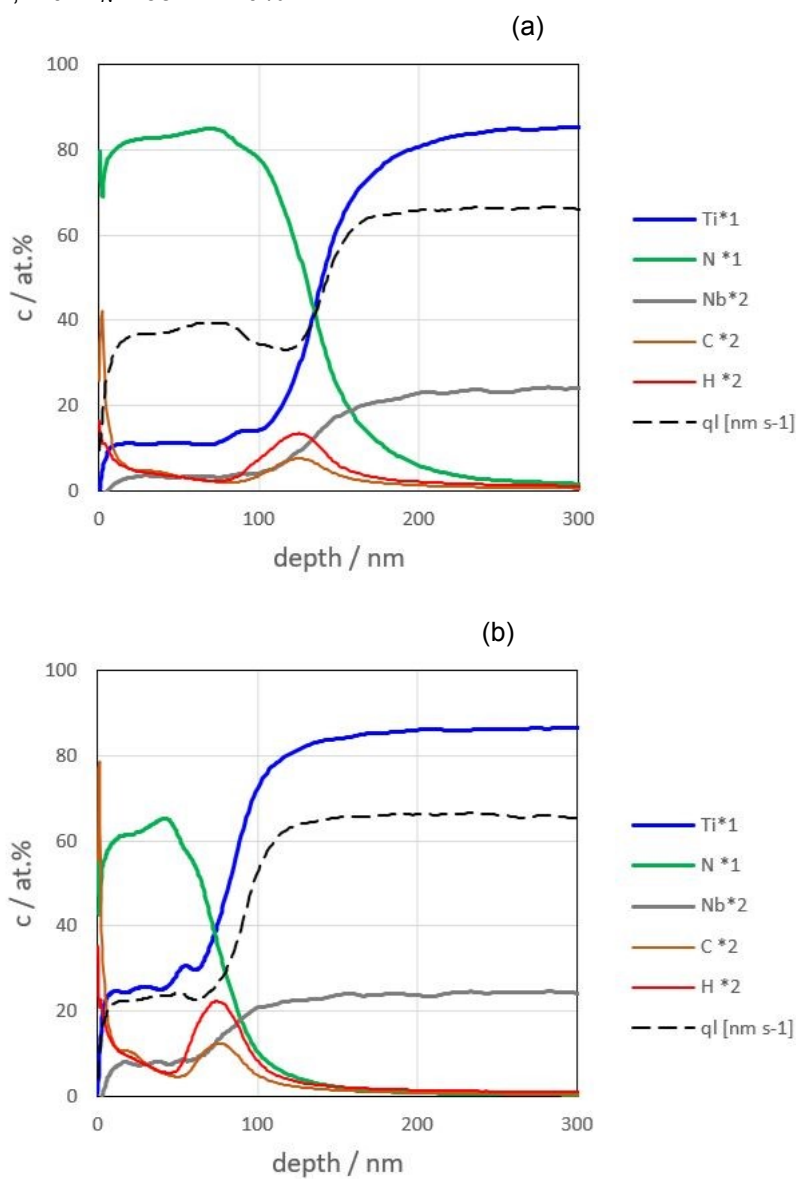 (a)
100
80
60
40
20
0
c / at.%
0 100 200 300
depth / nm
Ti*1
N *1
Nb*2
C *2
H *2
ql [nm s-1]
(b)
100
80
60
40
20
0
c / at.%
0 100 200 300
depth / nm
Ti*1
N *1
Nb*2
C *2
H *2
ql [nm s-1]